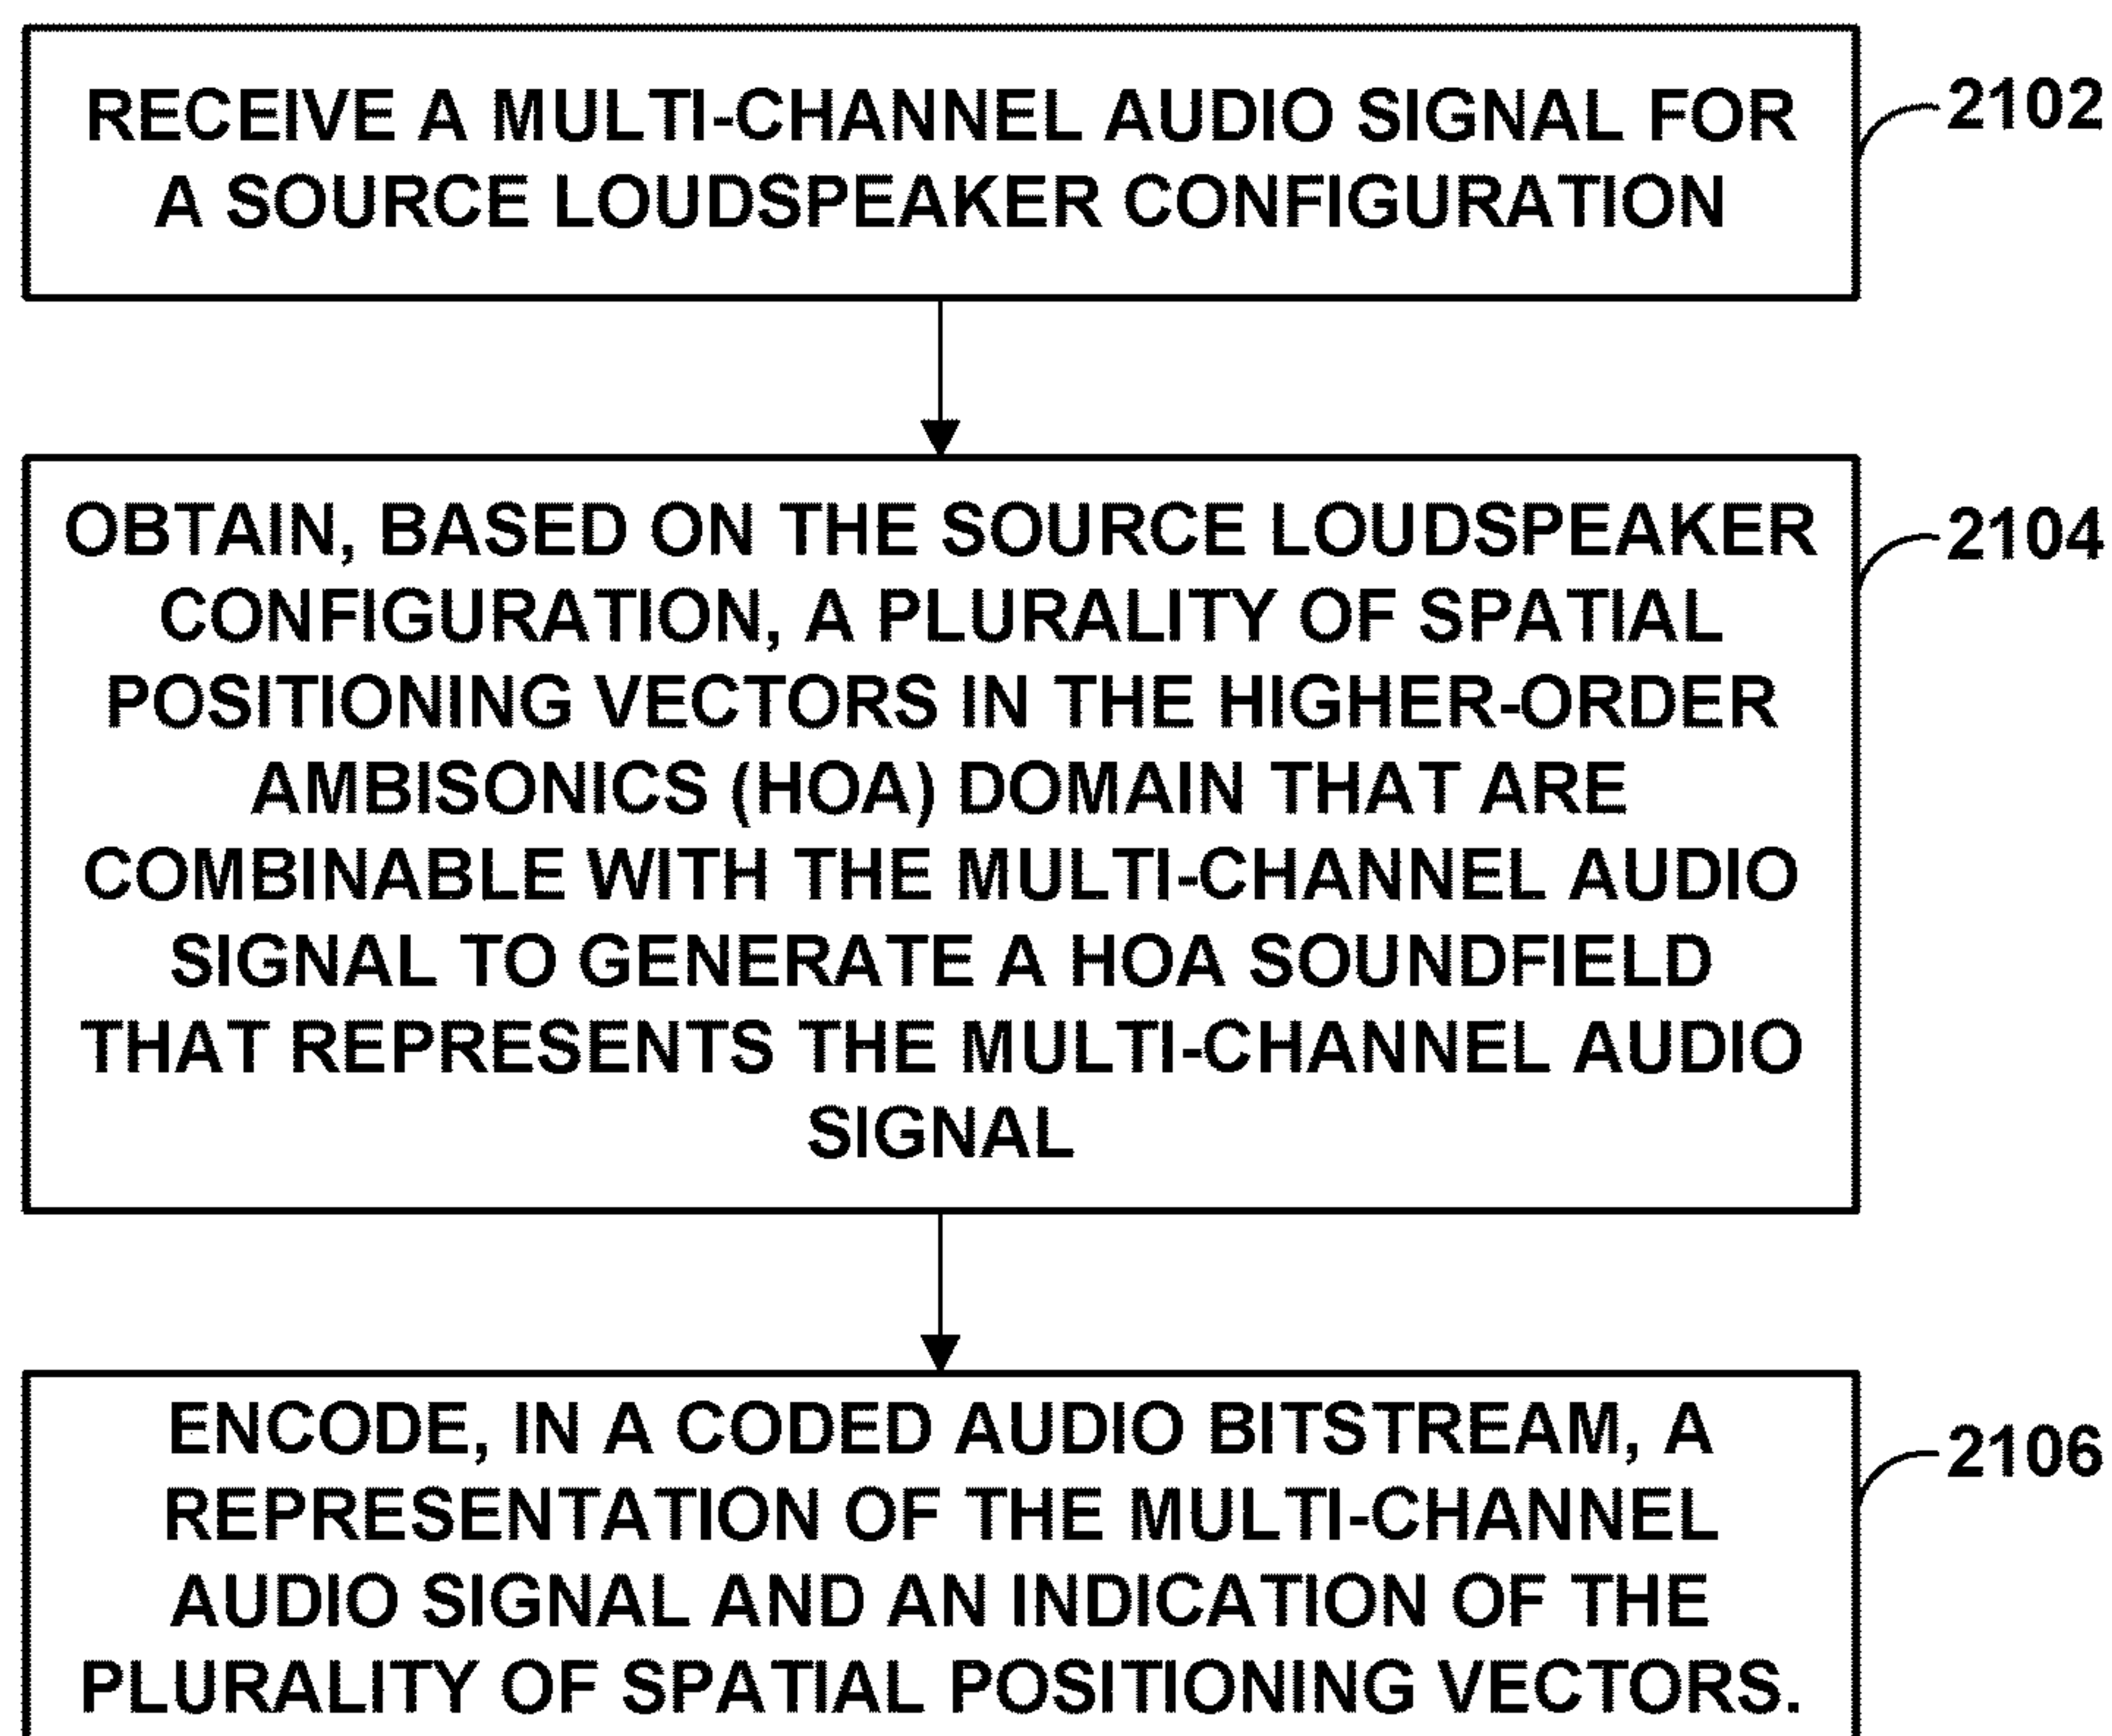 RECEIVE A MULTI-CHANNEL AUDIO SIGNAL FOR
A SOURCE LOUDSPEAKER CONFIGURATION
2102
OBTAIN, BASED ON THE SOURCE LOUDSPEAKER
CONFIGURATION, A PLURALITY OF SPATIAL
POSITIONING VECTORS IN THE HIGHER-ORDER
AMBISONICS (HOA) DOMAIN THAT ARE
COMBINABLE WITH THE MULTI-CHANNEL AUDIO
SIGNAL TO GENERATE A HOA SOUNDFIELD
THAT REPRESENTS THE MULTI-CHANNEL AUDIO
SIGNAL
2104
ENCODE, IN A CODED AUDIO BITSTREAM, A
REPRESENTATION OF THE MULTI-CHANNEL
AUDIO SIGNAL AND AN INDICATION OF THE
PLURALITY OF SPATIAL POSITIONING VECTORS.
2106